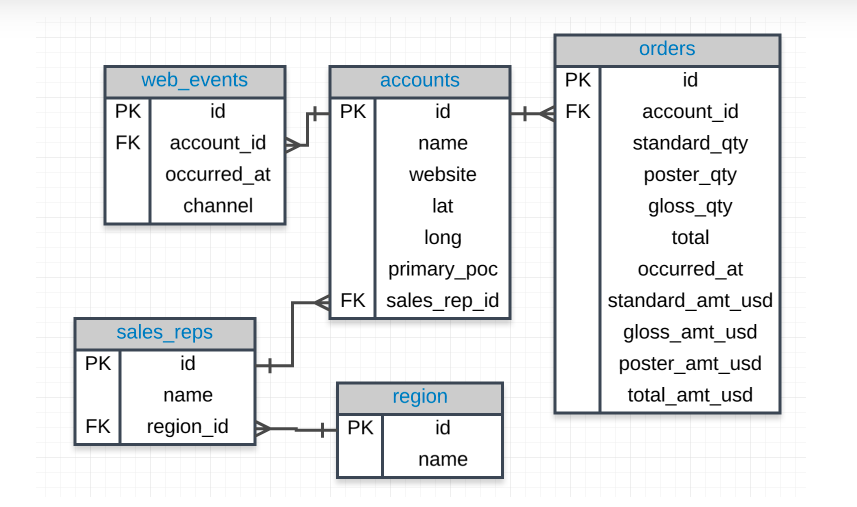 web_events
PK id
FK account_id
occurred_at
channel
accounts
PK id
name
website
lat
long
primary_poc
FK sales_rep_id
orders
PK id
FK account_id
standard_qty
poster_qty
gloss_qty
total
occurred_at
standard_amt_usd
gloss_amt_usd
poster_amt_usd
total_amt_usd
sales_reps
PK id
name
FK region_id
region
PK id
name